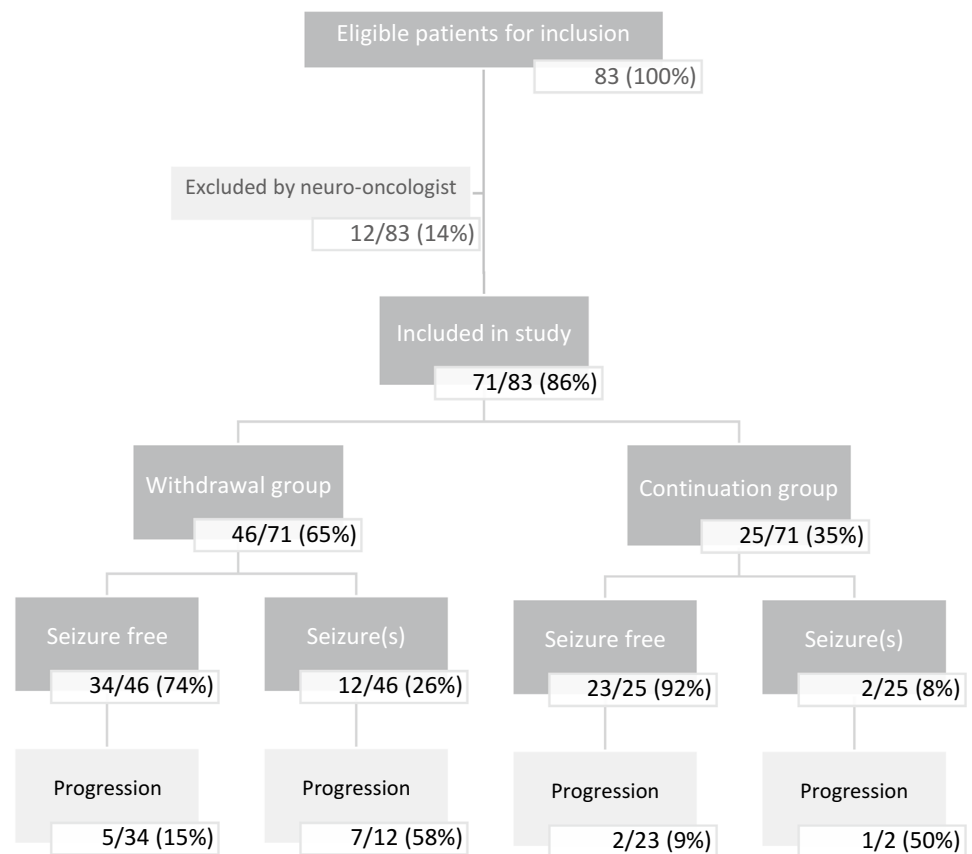 Eligible patients for inclusion
83 (100%)
Excluded by neuro-oncologist
12/83 (14%)
Included in study
71/83 (86%)
Withdrawal group
46/71 (65%)
Continuation group
25/71 (35%)
Seizure free
34/46 (74%)
Seizure(s)
12/46 (26%)
Seizure free
23/25 (92%)
Seizure(s)
2/25 (8%)
Progression
5/34 (15%)
Progression
7/12 (58%)
Progression
2/23 (9%)
Progression
1/2 (50%)